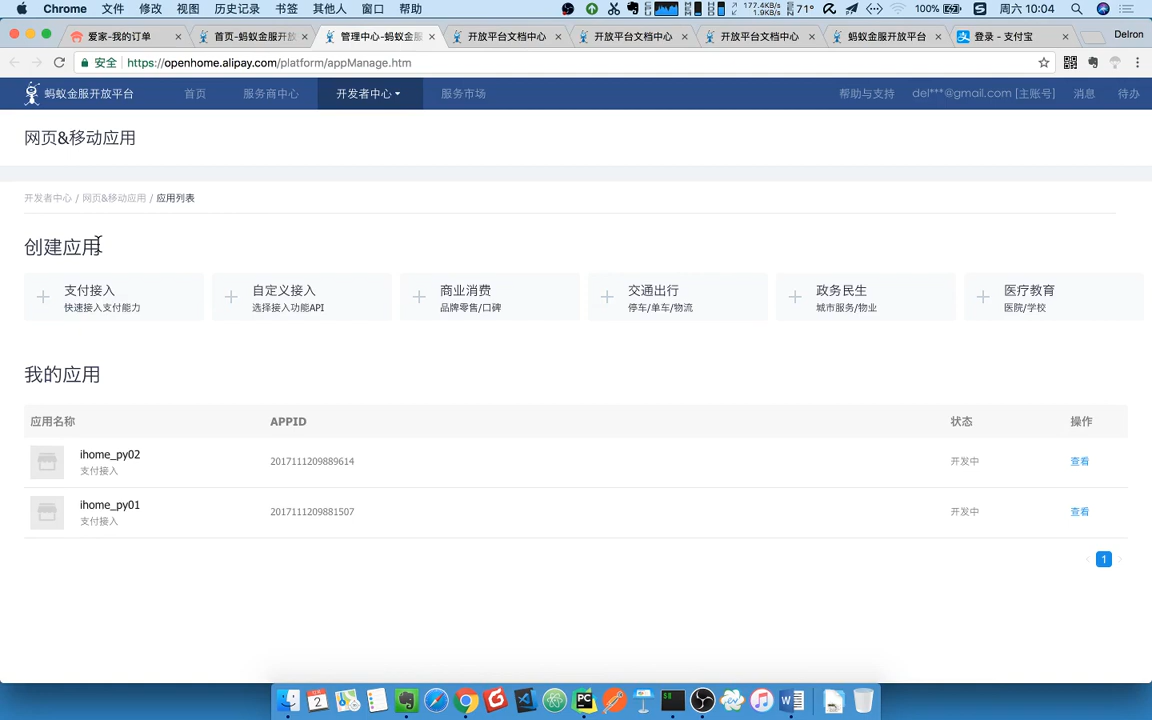 Chrome 文件 修改 视图 历史记录 书签 其他人 窗口 帮助 177.4KB/s 1.9KB/s 71° 100% 周六 10:04
爱家-我的订单 首页-蚂蚁金服开放 管理中心-蚂蚁金服 开放平台文档中心 开放平台文档中心 开放平台文档中心 蚂蚁金服开放平台 登录 - 支付宝 Delron
安全 https://openhome.alipay.com/platform/appManage.htm
蚂蚁金服开放平台 首页 服务商中心 开发者中心 服务市场 帮助与支持 del***@gmail.com [主账号] 消息 待办
网页&移动应用
开发者中心 / 网页&移动应用 / 应用列表
创建应用
支付接入 自定义接入 商业消费 交通出行 政务民生 医疗教育
快速接入支付能力 选择接入功能API 品牌零售/口碑 停车/单车/物流 城市服务/物业 医院/学校
我的应用
应用名称 APPID 状态 操作
ihome_py02
支付接入 2017111209889614 开发中 查看
ihome_py01
支付接入 2017111209881507 开发中 查看
1